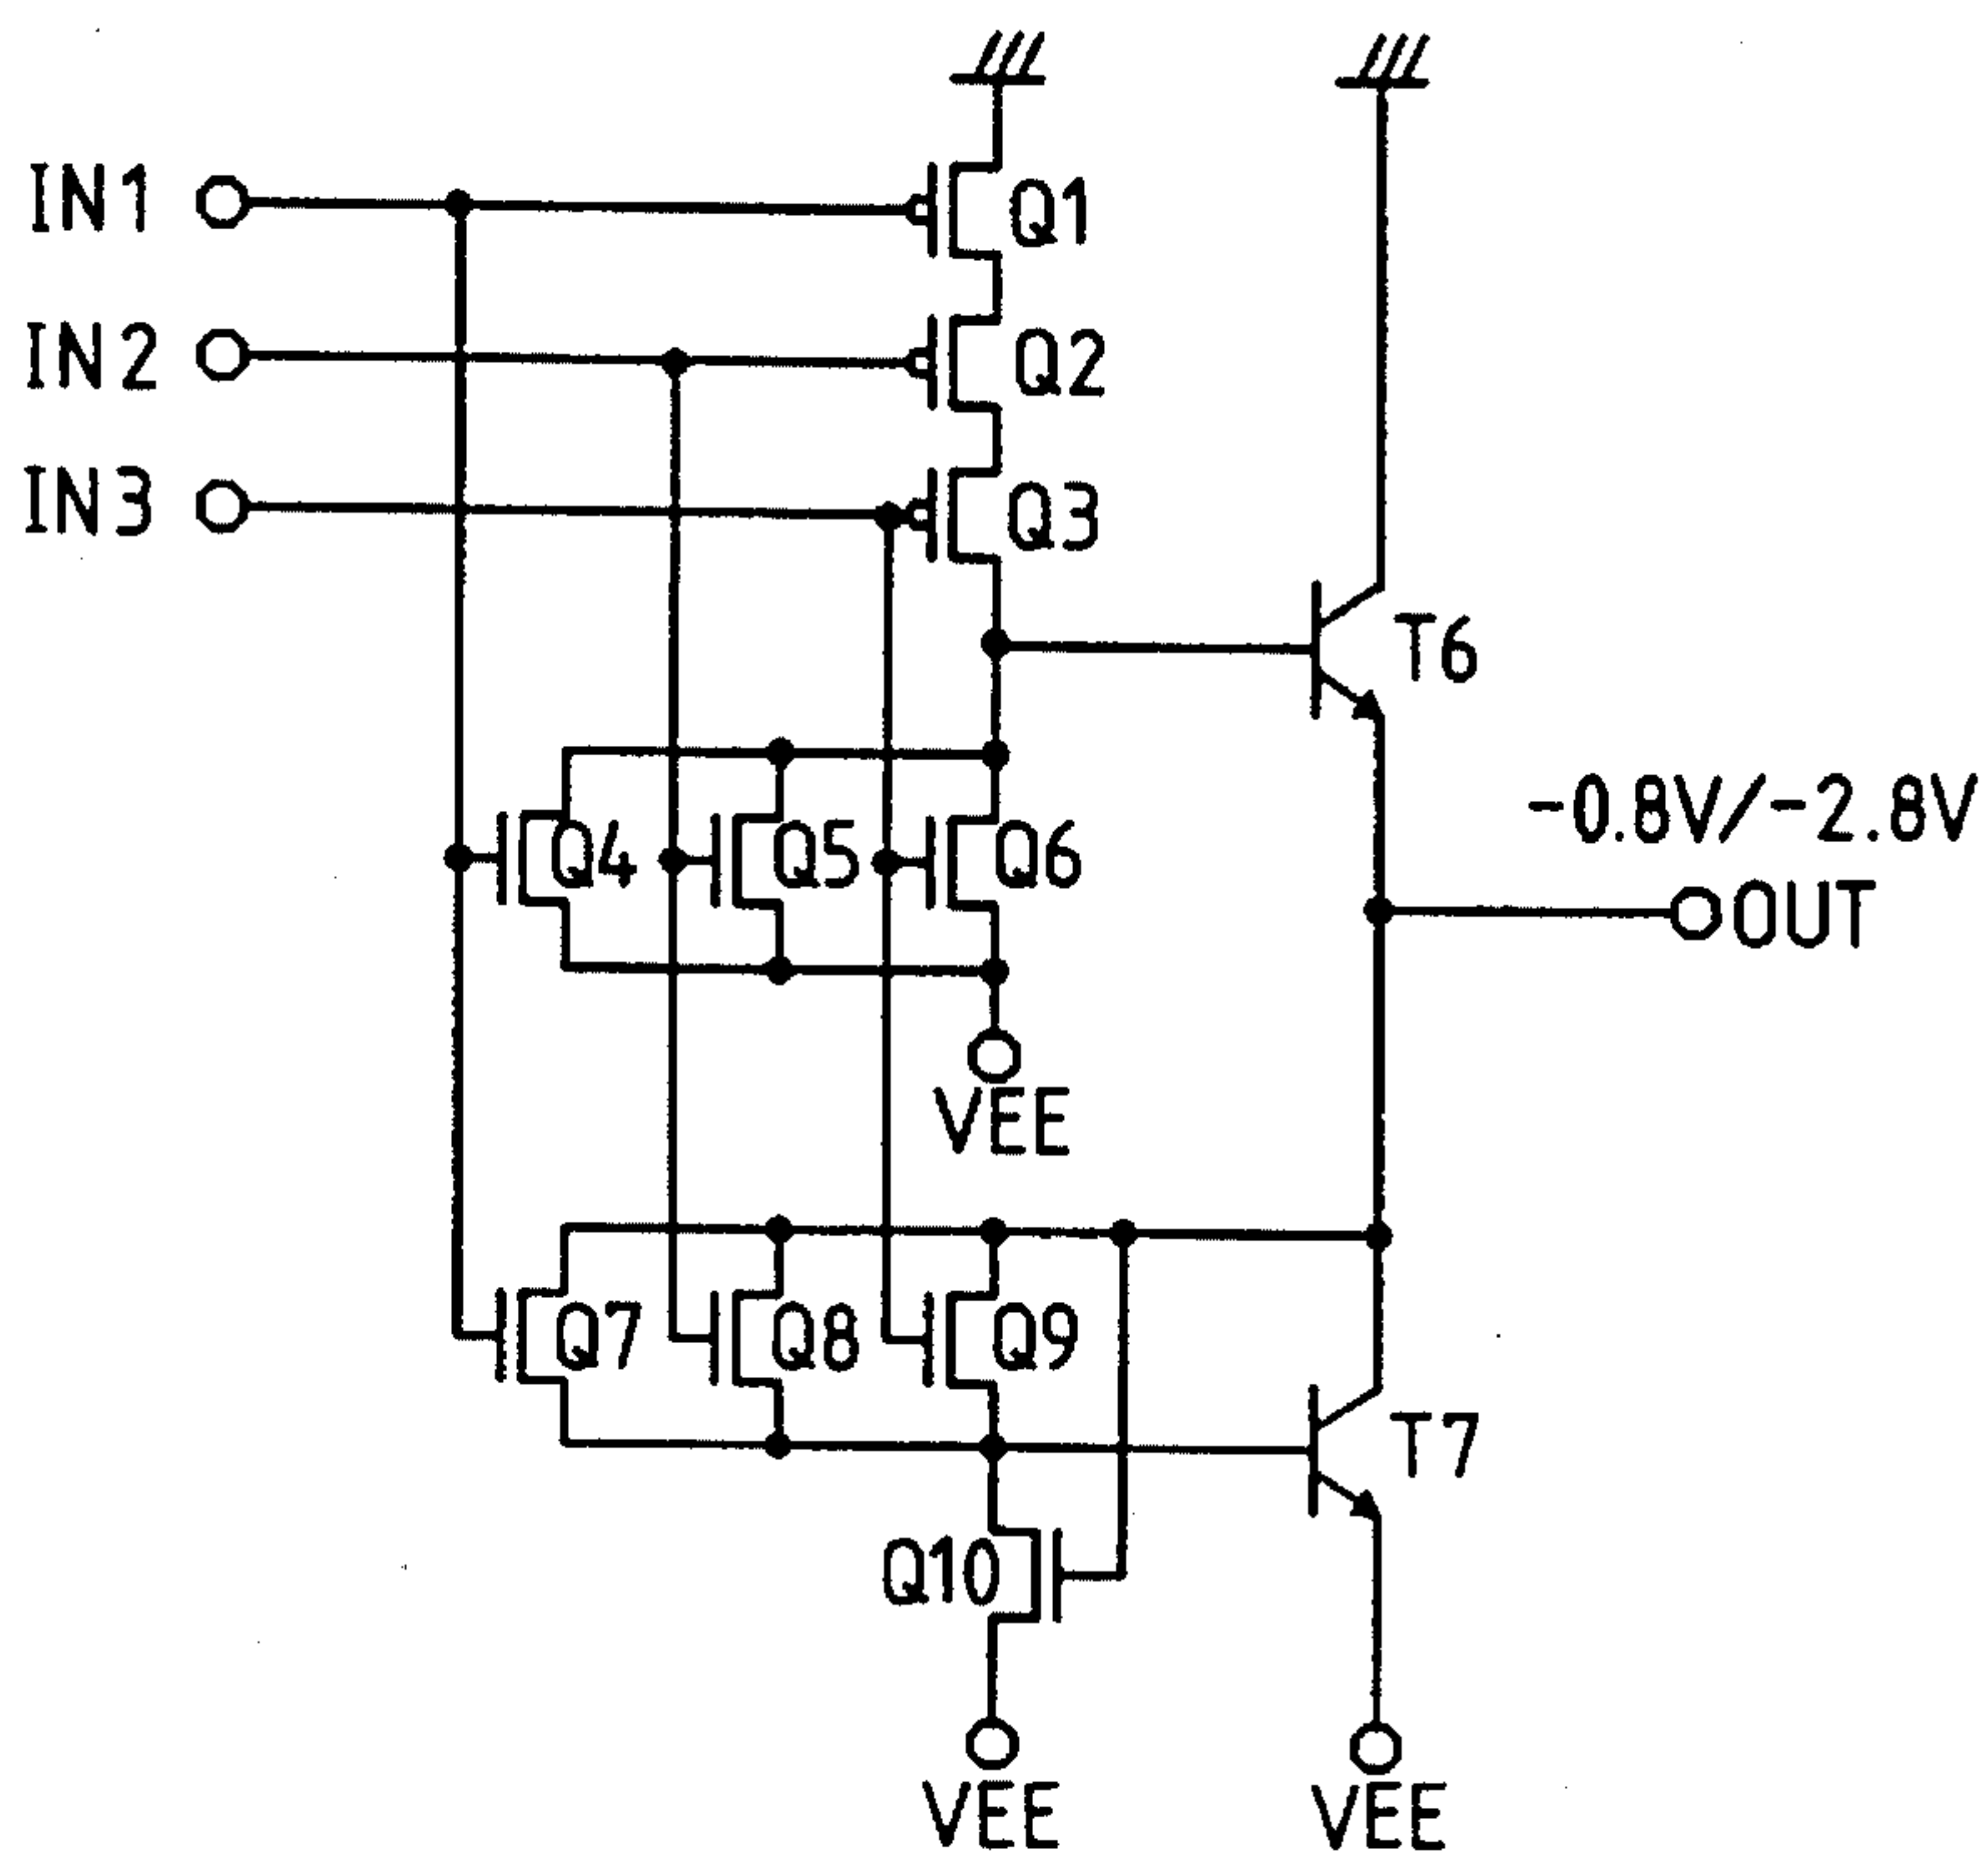 IN1
Q1
IN2
Q2
IN3
Q3
T6
-0.8V/-2.8V
Q4
Q5
Q6
OUT
VEE
Q7
Q8
Q9
T7
Q10
VEE
VEE